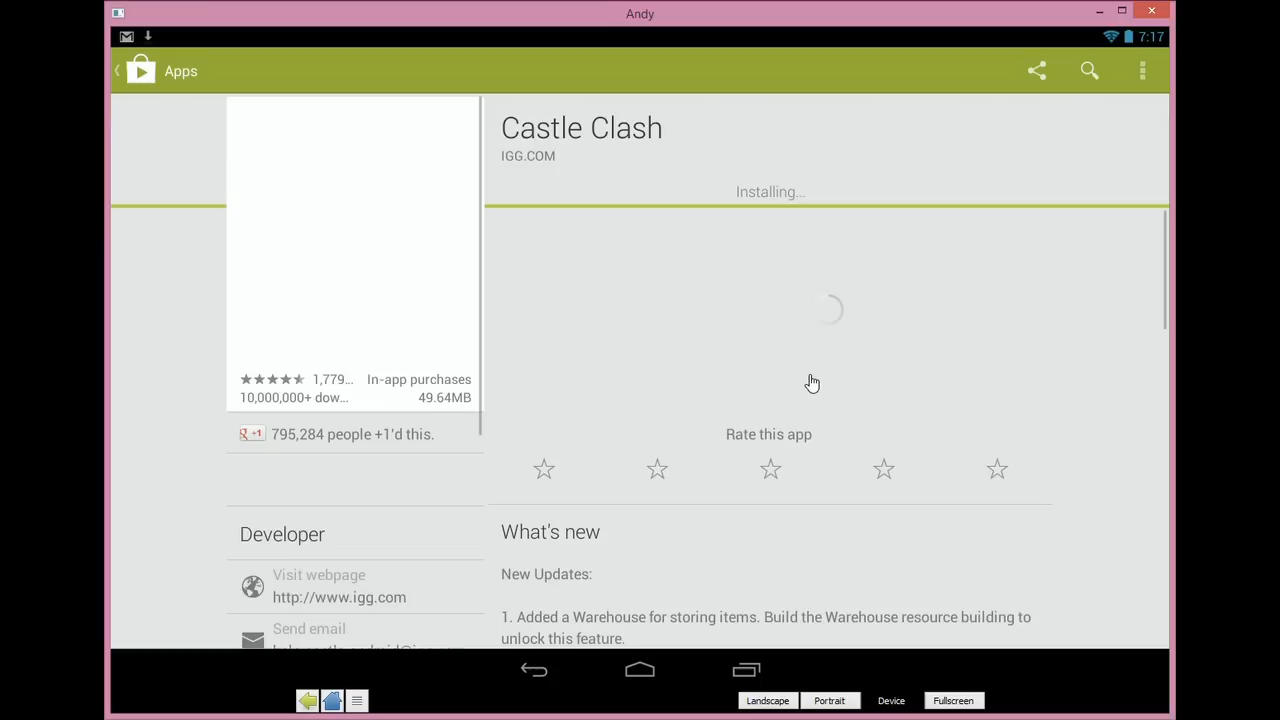 Andy
7:17
Apps
Castle Clash
IGG.COM
Installing...
1,779... In-app purchases
10,000,000+ dow... 49.64MB
+1 795,284 people +1'd this.
Rate this app
Developer
What's new
Visit webpage
http://www.igg.com
New Updates:
Send email
1. Added a Warehouse for storing items. Build the Warehouse resource building to
unlock this feature.
Landscape Portrait Device Fullscreen